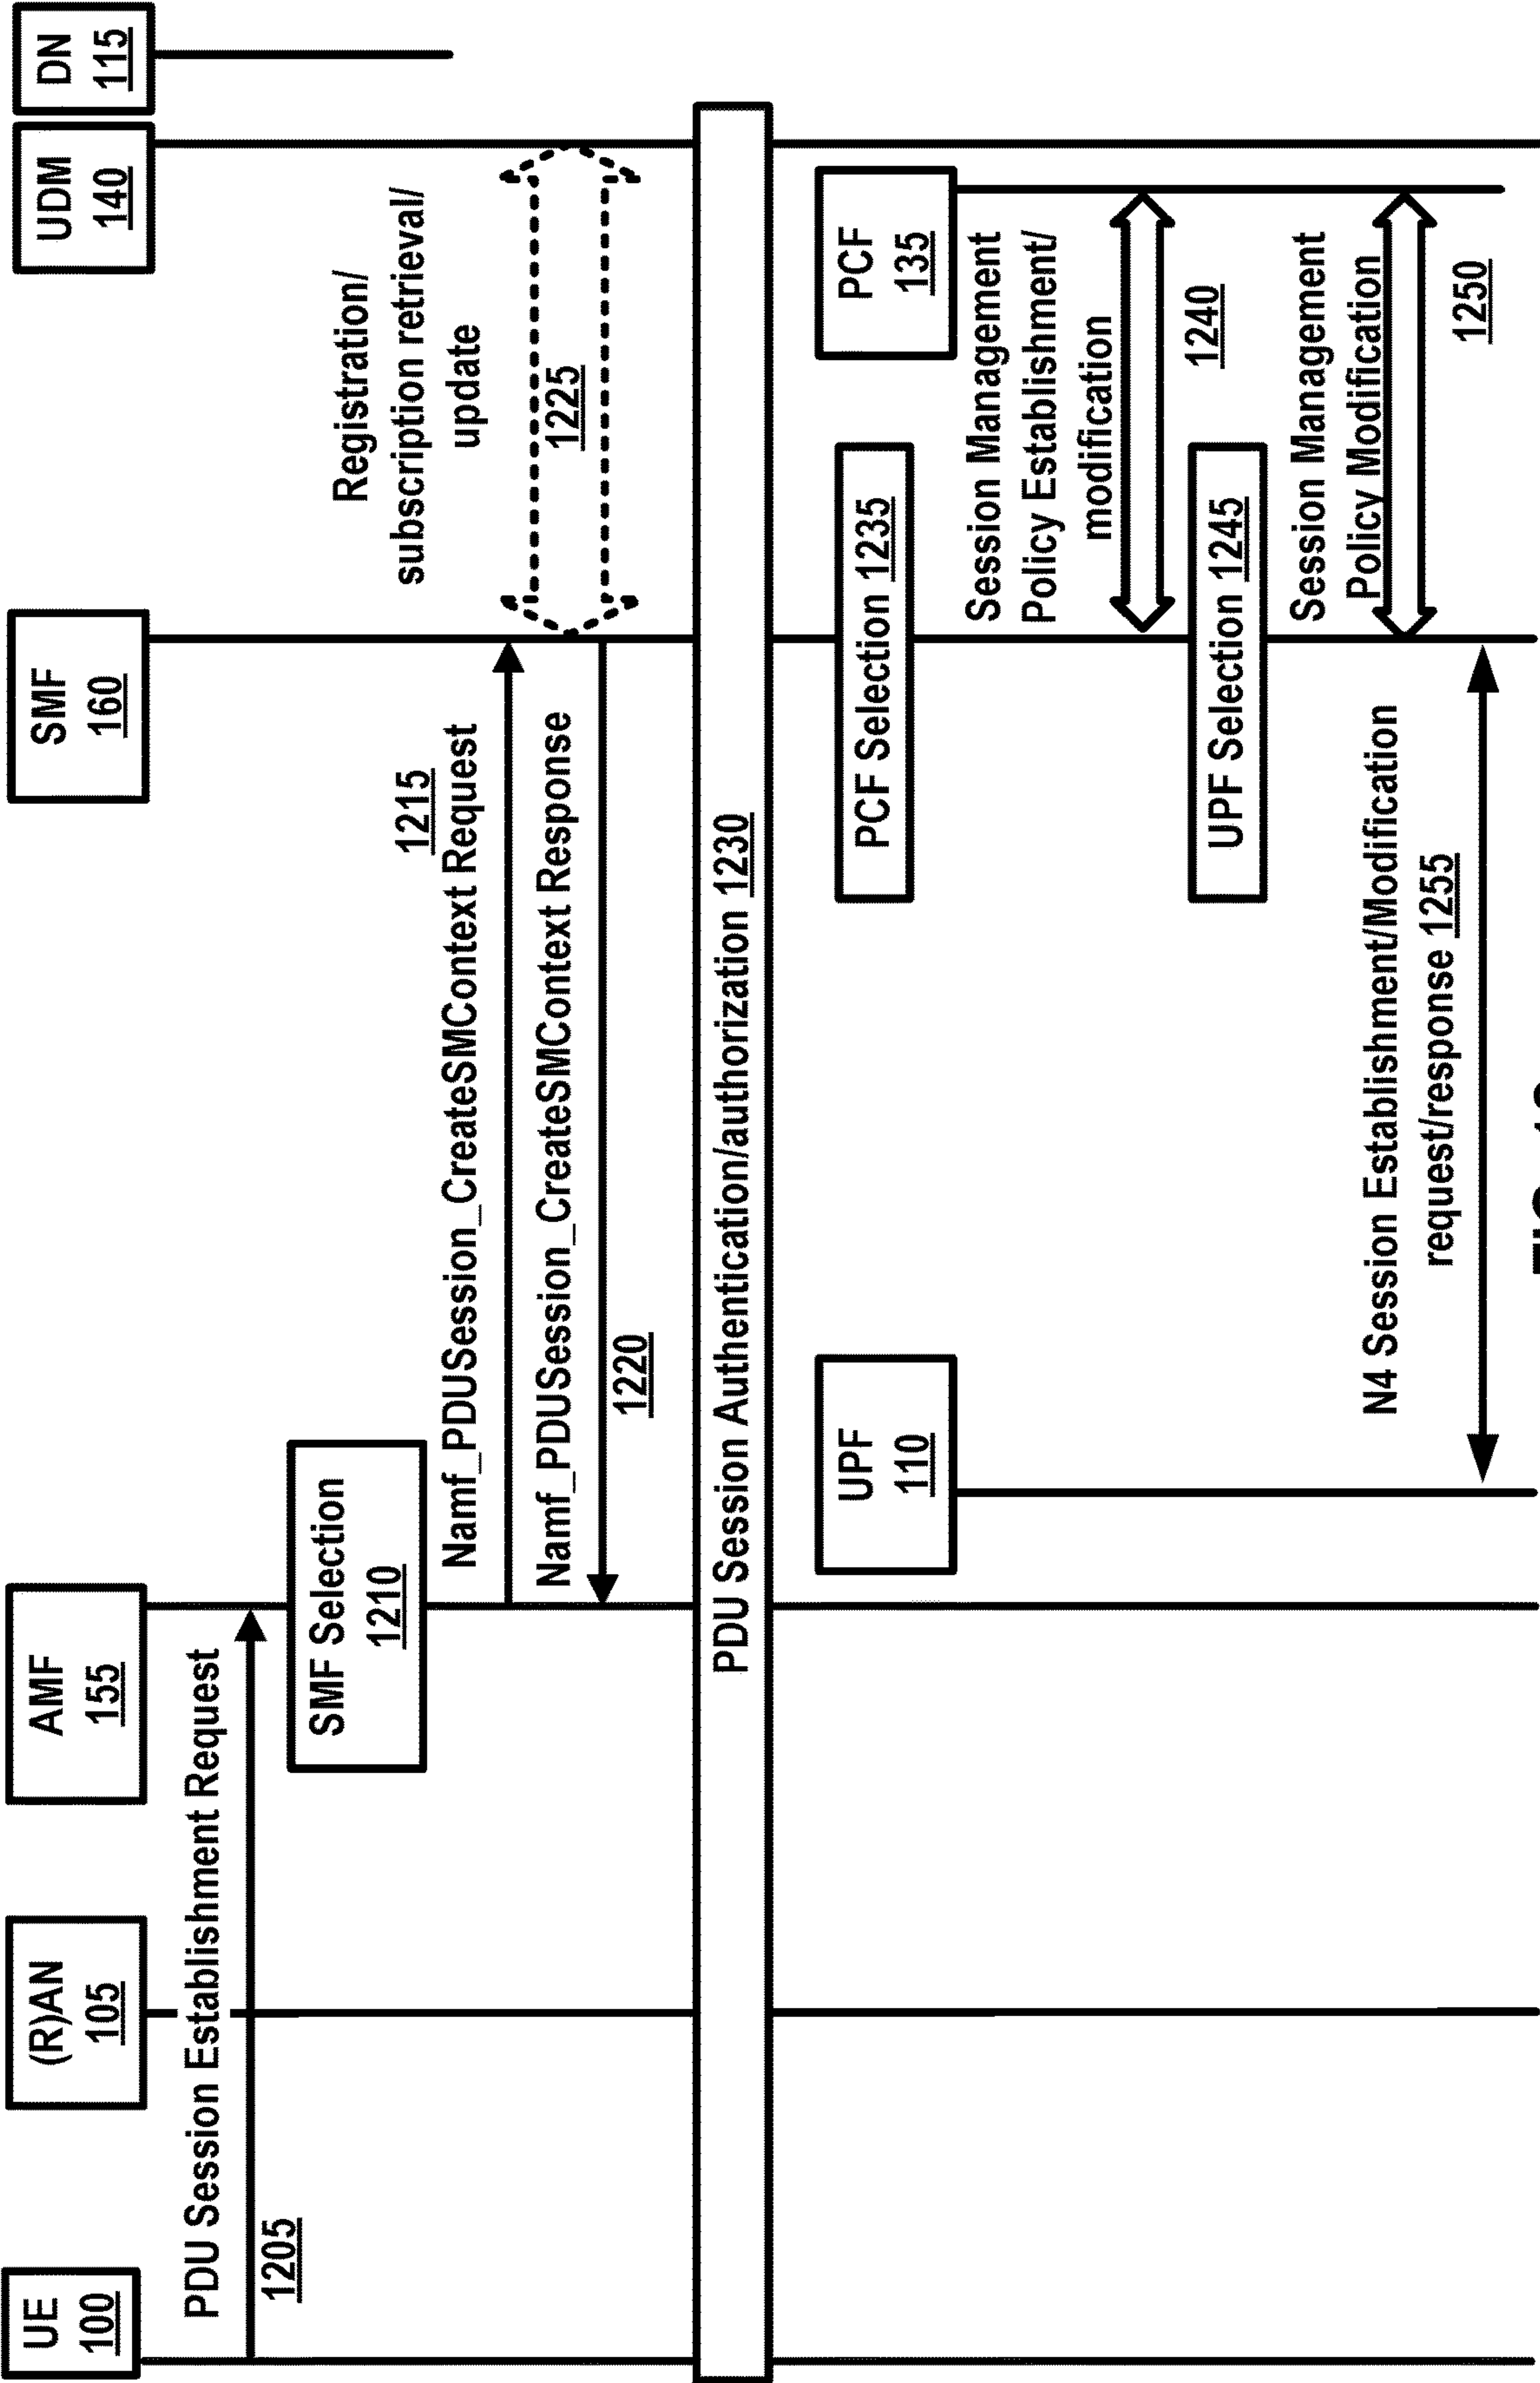 UE
100
(R)AN
105
AMF
155
SMF
160
UDM
140
DN
115
PDU Session Establishment Request
1205
SMF Selection
1210
1215
Namf_PDUSession_CreateSMContext Request
Namf_PDUSession_CreateSMContext Response
1220
Registration/
subscription retrieval/
update
1225
PDU Session Authentication/authorization 1230
UPF
110
PCF
135
PCF Selection 1235
Session Management
Policy Establishment/
modification
1240
UPF Selection 1245
Session Management
Policy Modification
1250
N4 Session Establishment/Modification
request/response 1255